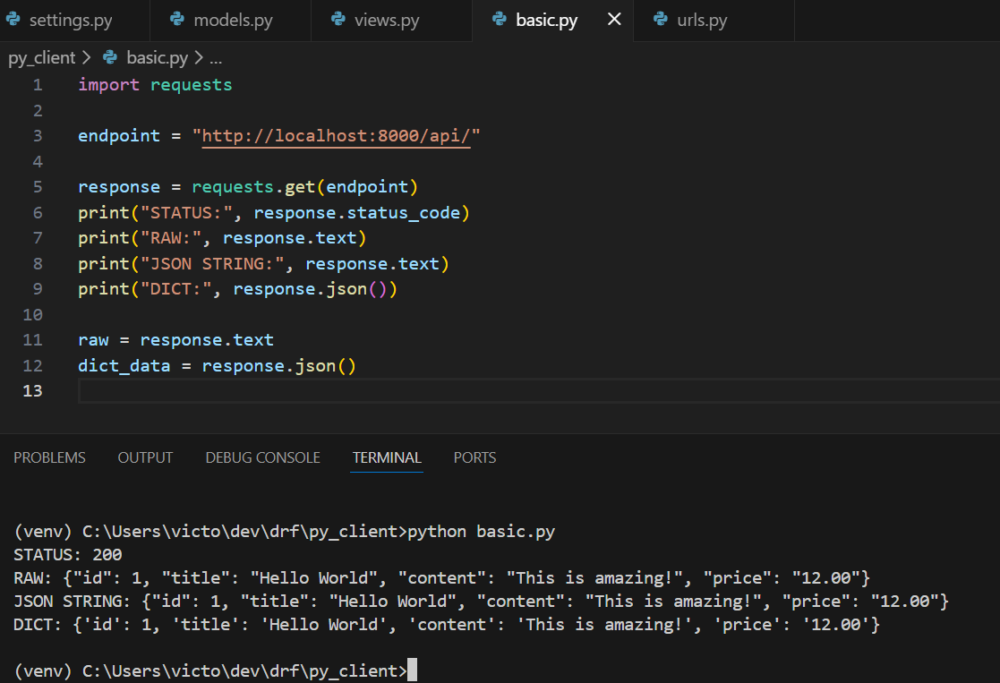 settings.py models.py views.py basic.py urls.py
py_client > basic.py > ...
1 import requests
2
3 endpoint = "http://localhost:8000/api/"
4
5 response = requests.get(endpoint)
6 print("STATUS:", response.status_code)
7 print("RAW:", response.text)
8 print("JSON STRING:", response.text)
9 print("DICT:", response.json())
10
11 raw = response.text
12 dict_data = response.json()
13
PROBLEMS OUTPUT DEBUG CONSOLE TERMINAL PORTS
(venv) C:\Users\victo\dev\drf\py_client>python basic.py
STATUS: 200
RAW: {"id": 1, "title": "Hello World", "content": "This is amazing!", "price": "12.00"}
JSON STRING: {"id": 1, "title": "Hello World", "content": "This is amazing!", "price": "12.00"}
DICT: {'id': 1, 'title': 'Hello World', 'content': 'This is amazing!', 'price': '12.00'}
(venv) C:\Users\victo\dev\drf\py_client>